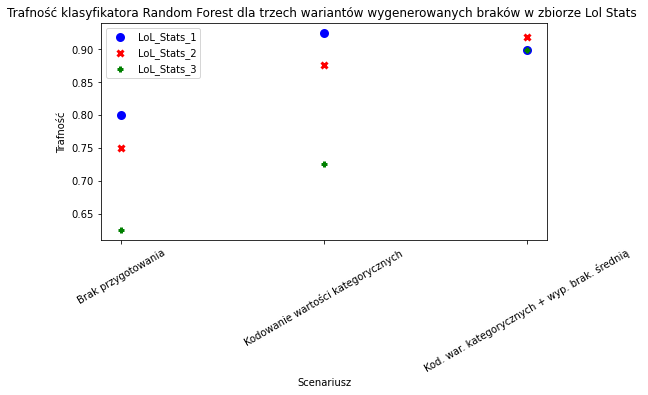 Trafność klasyfikatora Random Forest dla trzech wariantów wygenerowanych braków w zbiorze Lol Stats
LoL_Stats_1
LoL_Stats_2
LoL_Stats_3
Trafność
0.90
0.85
0.80
0.75
0.70
0.65
Brak przygotowania
Kodowanie wartości kategorycznych
Kod. war. kategorycznych + wyp. brak. średnią
Scenariusz